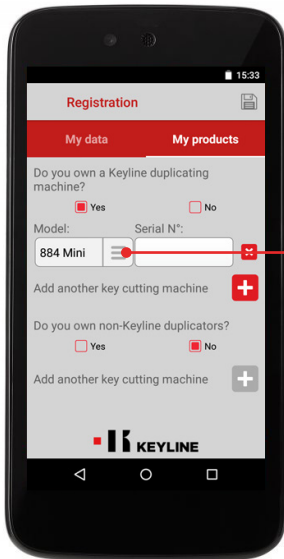 15:33
Registration
My data My products
Do you own a Keyline duplicating
machine?
Yes No
Model: Serial N°:
884 Mini
Add another key cutting machine
Do you own non-Keyline duplicators?
Yes No
Add another key cutting machine
KEYLINE